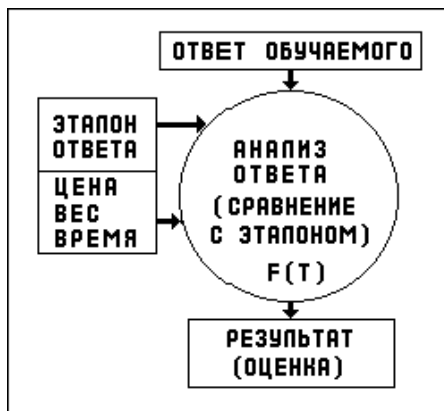 ОТВЕТ ОБУЧАЕМОГО
ЭТАЛОН
ОТВЕТА
ЦЕНА
ВЕС
ВРЕМЯ
АНАЛИЗ
ОТВЕТА
(СРАВНЕНИЕ
С ЭТАЛОНОМ)
F(T)
РЕЗУЛЬТАТ
(ОЦЕНКА)